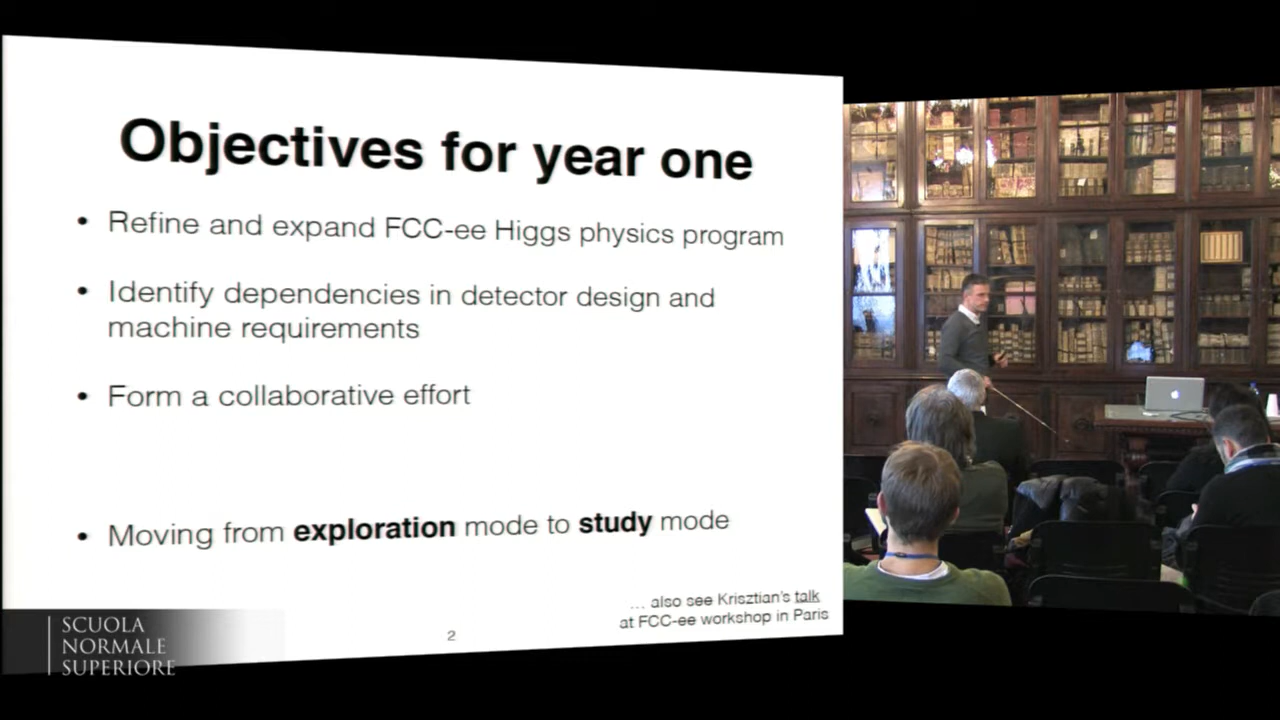 Objectives for year one
• Refine and expand FCC-ee Higgs physics program
• Identify dependencies in detector design and
machine requirements
• Form a collaborative effort
• Moving from exploration mode to study mode
... also see Krisztian's talk
at FCC-ee workshop in Paris
2
SCUOLA
NORMALE
SUPERIORE